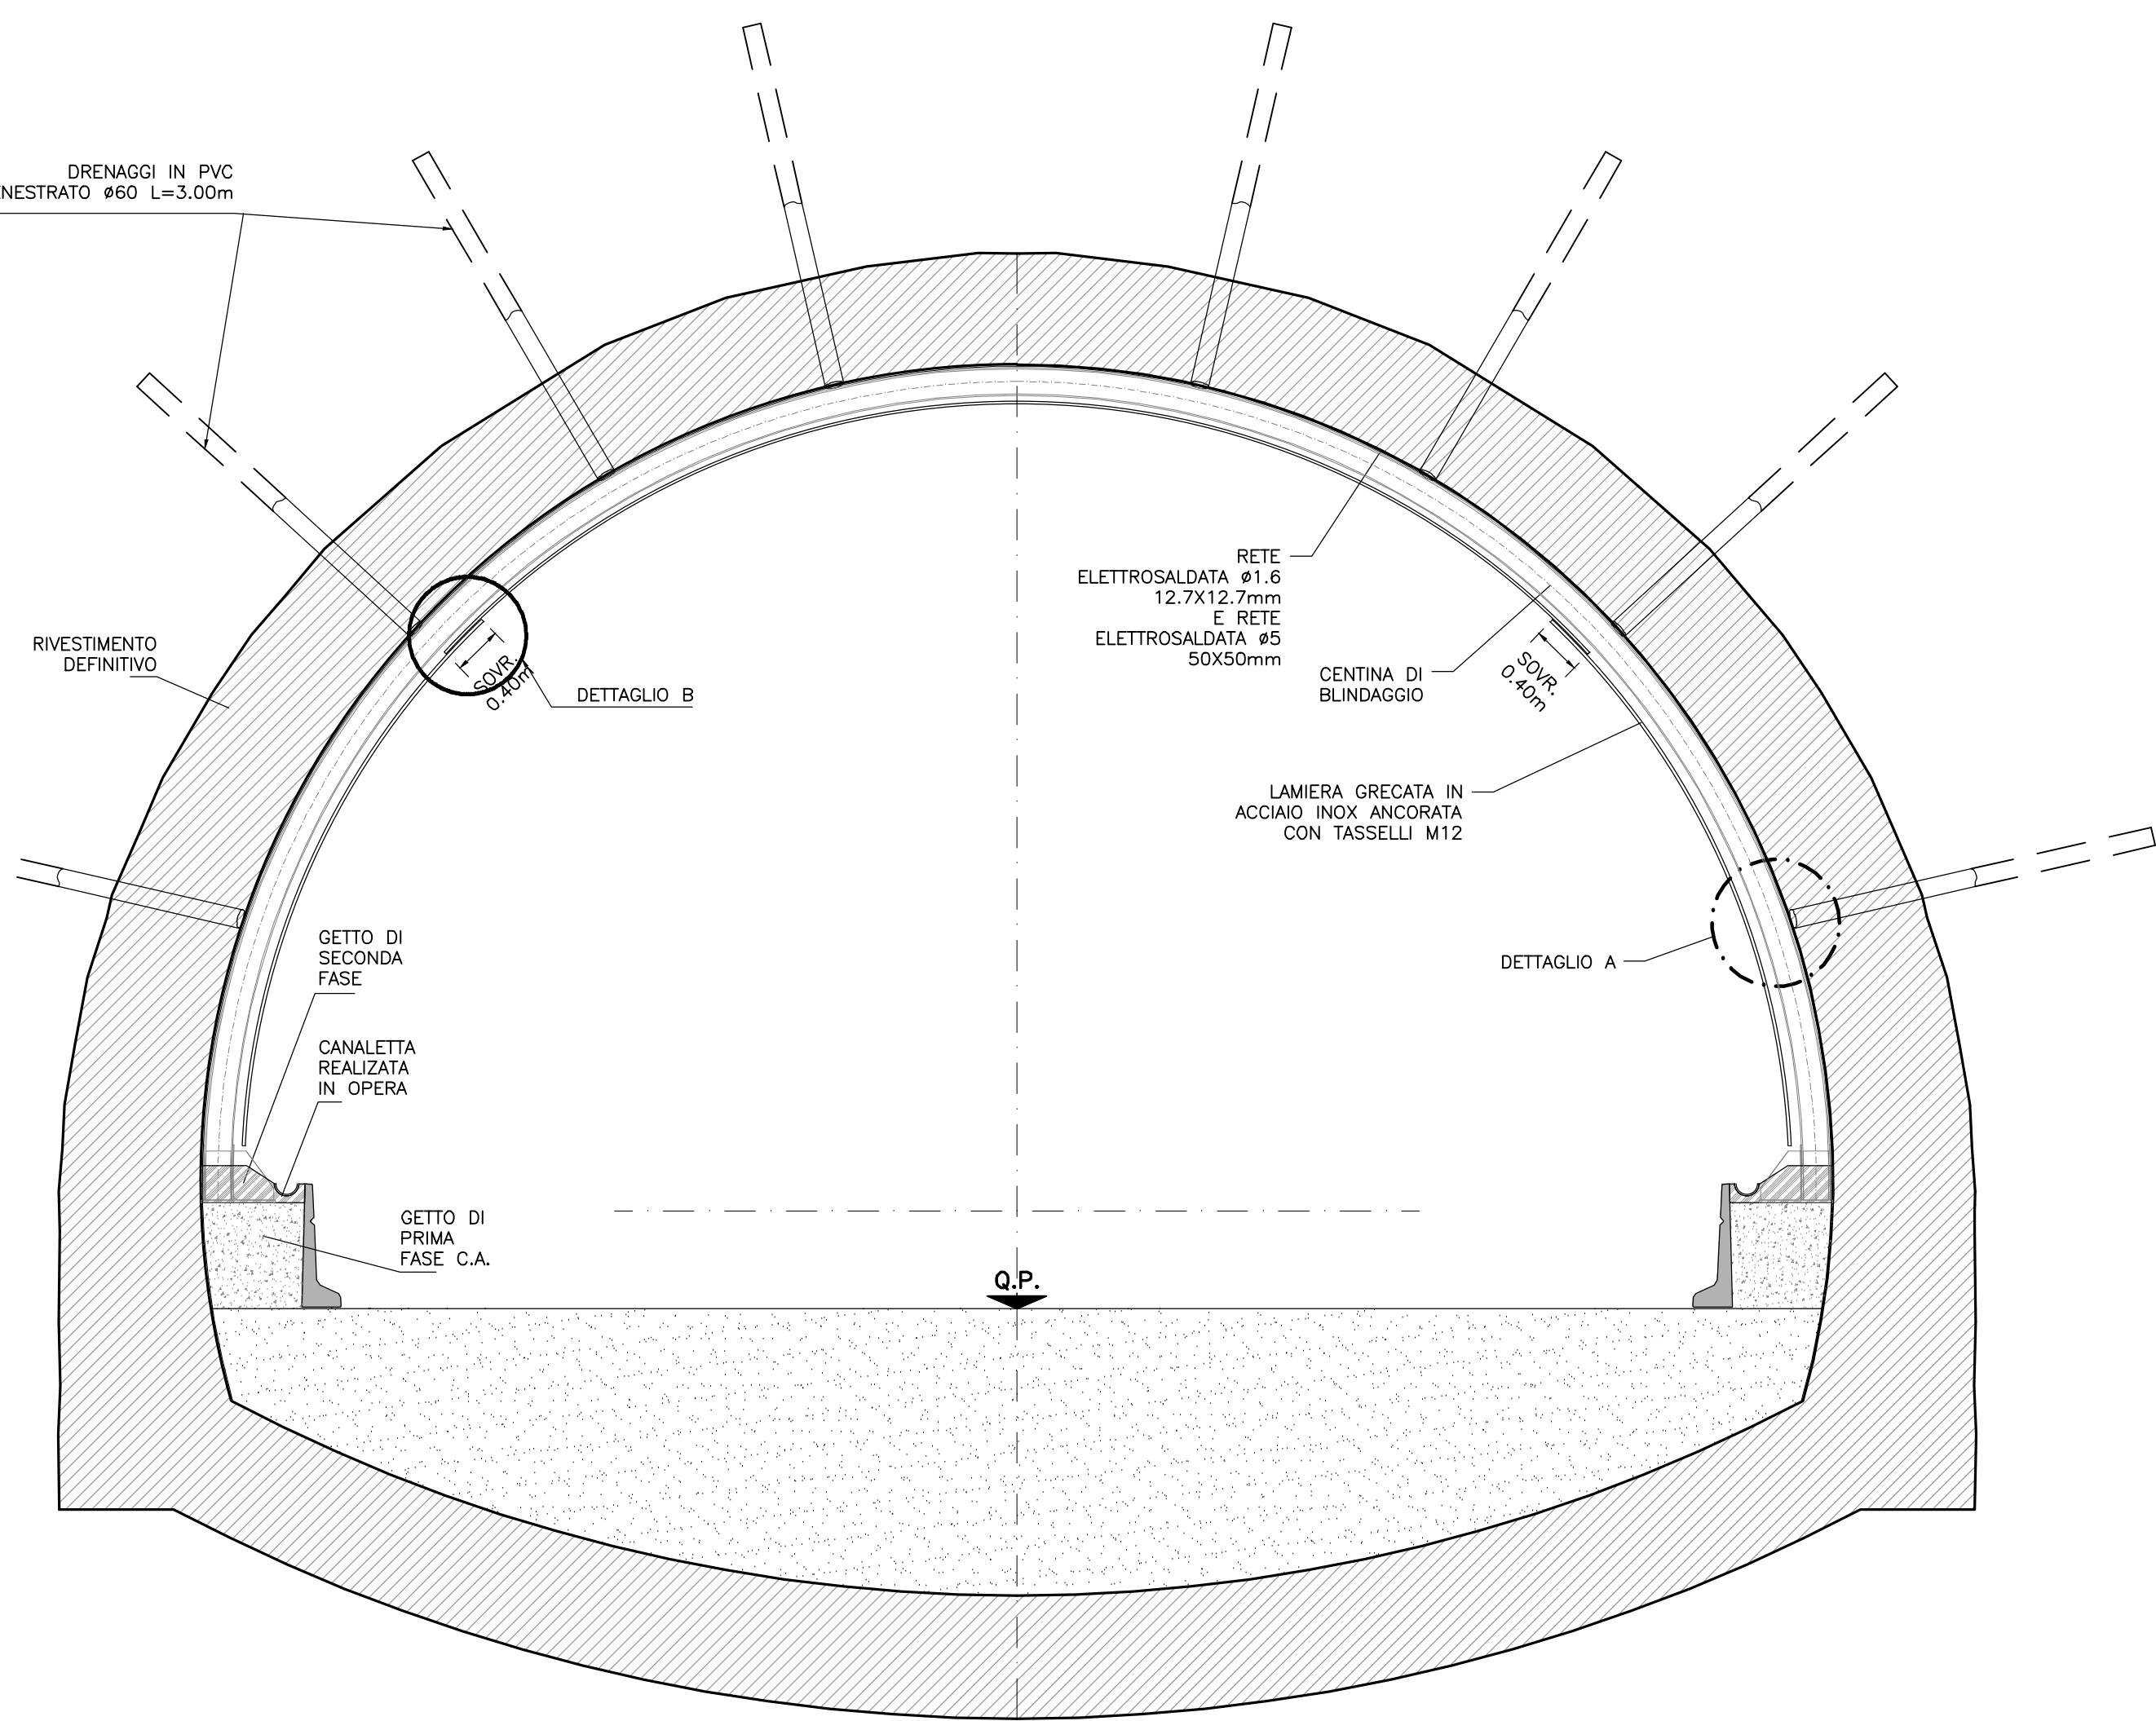 DRENAGGI IN PVC
ENESTRATO ø60 L=3.00m
RETE
ELETTROSALDATA ø1.6
12.7X12.7mm
E RETE
ELETTROSALDATA ø5
50X50mm
RIVESTIMENTO
DEFINITIVO
SOVR.
0.40m
DETTAGLIO B
CENTINA DI
BLINDAGGIO
SOVR.
0.40m
LAMIERA GRECATA IN
ACCIAIO INOX ANCORATA
CON TASSELLI M12
GETTO DI
SECONDA
FASE
DETTAGLIO A
CANALETTA
REALIZATA
IN OPERA
GETTO DI
PRIMA
FASE C.A.
Q.P.